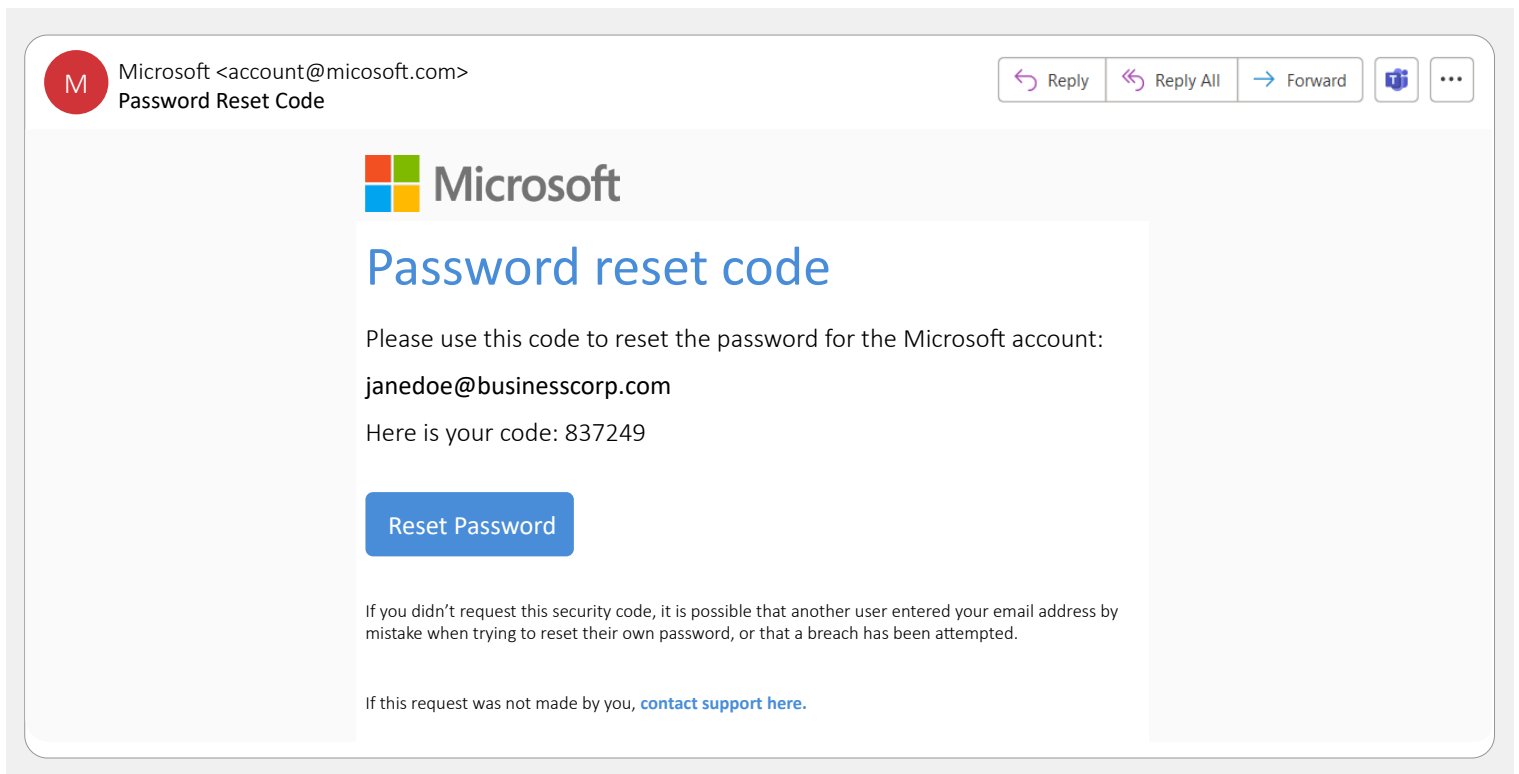 M
Microsoft <account@micosoft.com>
Password Reset Code
Reply
Reply All
Forward
Microsoft
Password reset code
Please use this code to reset the password for the Microsoft account:
janedoe@businesscorp.com
Here is your code: 837249
Reset Password
If you didn’t request this security code, it is possible that another user entered your email address by
mistake when trying to reset their own password, or that a breach has been attempted.
If this request was not made by you, contact support here.